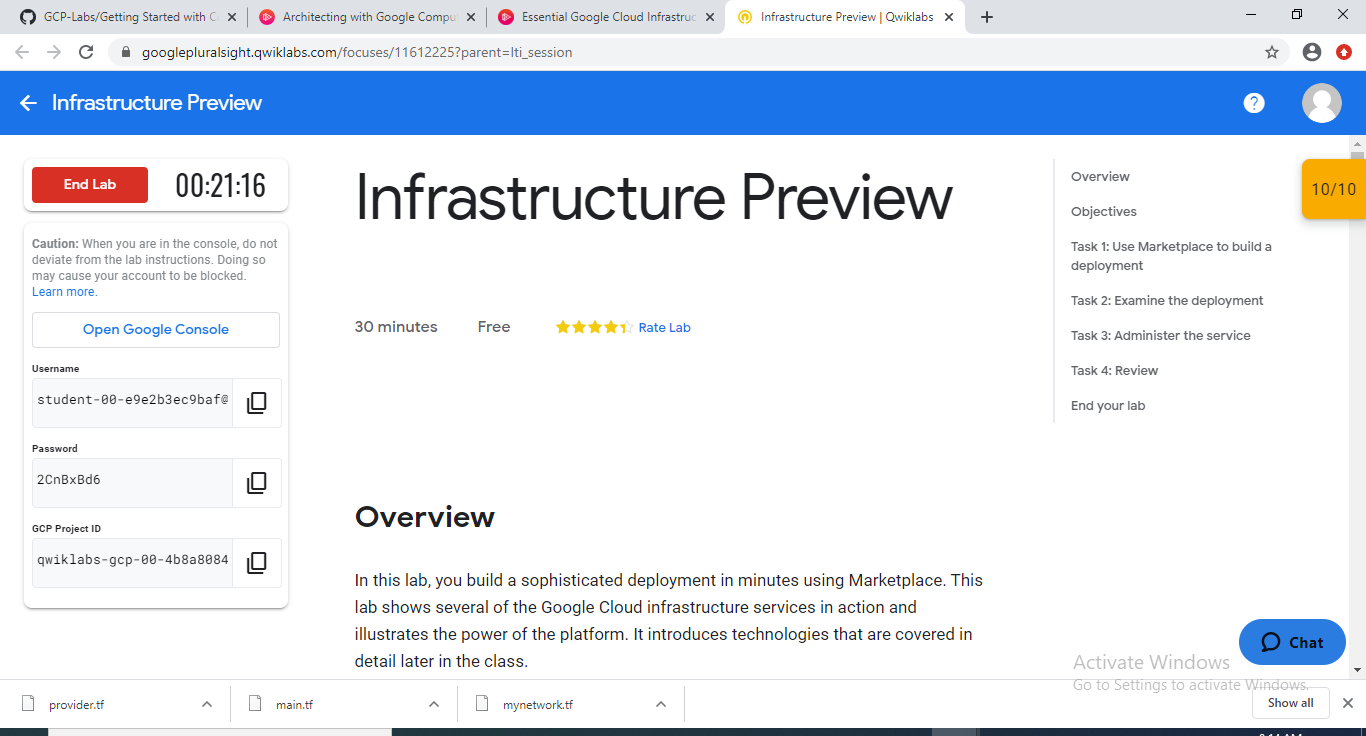 GCP-Labs/Getting Started with C
Architecting with Google Compu
Essential Google Cloud Infrastruc
Infrastructure Preview | Qwiklabs
googlepluralsight.qwiklabs.com/focuses/11612225?parent=lti_session
Infrastructure Preview
?
End Lab
00:21:16
Caution: When you are in the console, do not
deviate from the lab instructions. Doing so
may cause your account to be blocked.
Learn more.
Open Google Console
Username
student-00-e9e2b3ec9baf@
Password
2CnBxBd6
GCP Project ID
qwiklabs-gcp-00-4b8a8084
Infrastructure Preview
30 minutes
Free
Rate Lab
Overview
In this lab, you build a sophisticated deployment in minutes using Marketplace. This
lab shows several of the Google Cloud infrastructure services in action and
illustrates the power of the platform. It introduces technologies that are covered in
detail later in the class.
Overview
Objectives
Task 1: Use Marketplace to build a
deployment
Task 2: Examine the deployment
Task 3: Administer the service
Task 4: Review
End your lab
10/10
Chat
Activate Windows
Go to Settings to activate Windows.
provider.tf
main.tf
mynetwork.tf
Show all